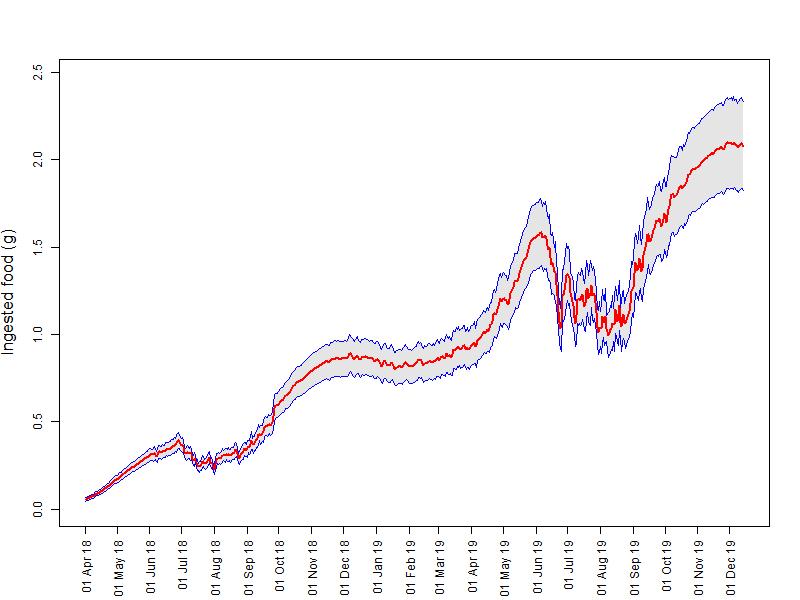 Ingested food (g)
2.5
2.0
1.5
1.0
0.5
0.0
01 Apr 18
01 May 18
01 Jun 18
01 Jul 18
01 Aug 18
01 Sep 18
01 Oct 18
01 Nov 18
01 Dec 18
01 Jan 19
01 Feb 19
01 Mar 19
01 Apr 19
01 May 19
01 Jun 19
01 Jul 19
01 Aug 19
01 Sep 19
01 Oct 19
01 Nov 19
01 Dec 19